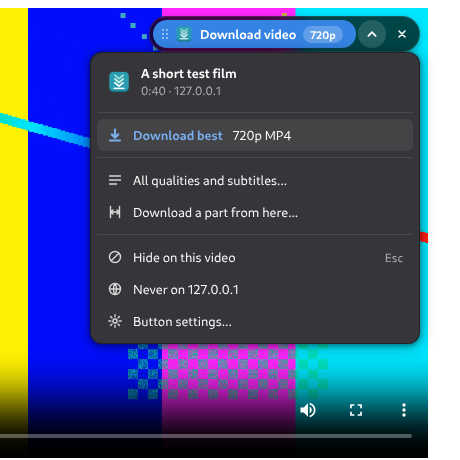 Download video 720p
A short test film
0:40 · 127.0.0.1
Download best 720p MP4
All qualities and subtitles...
Download a part from here...
Hide on this video Esc
Never on 127.0.0.1
Button settings...